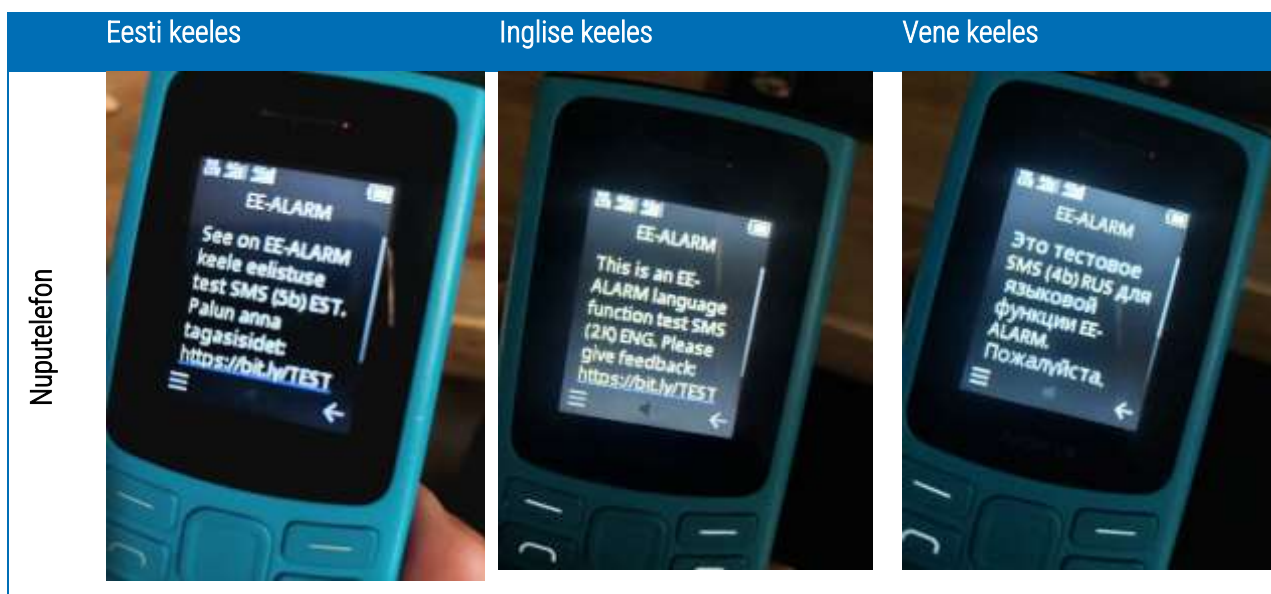 Eesti keeles
Inglise keeles
Vene keeles
Nuputelefon
EE-ALARM
See on EE-ALARM
keele eelistuse
test SMS (5b) EST.
Palun anna
tagasisidet:
https://bit.ly/TEST
EE-ALARM
This is an EE-
ALARM language
function test SMS
(2K) ENG. Please
give feedback:
https://bit.ly/TEST
EE-ALARM
Это тестовое
SMS (4b) RUS для
языковой
функции EE-
ALARM.
Пожалуйста,